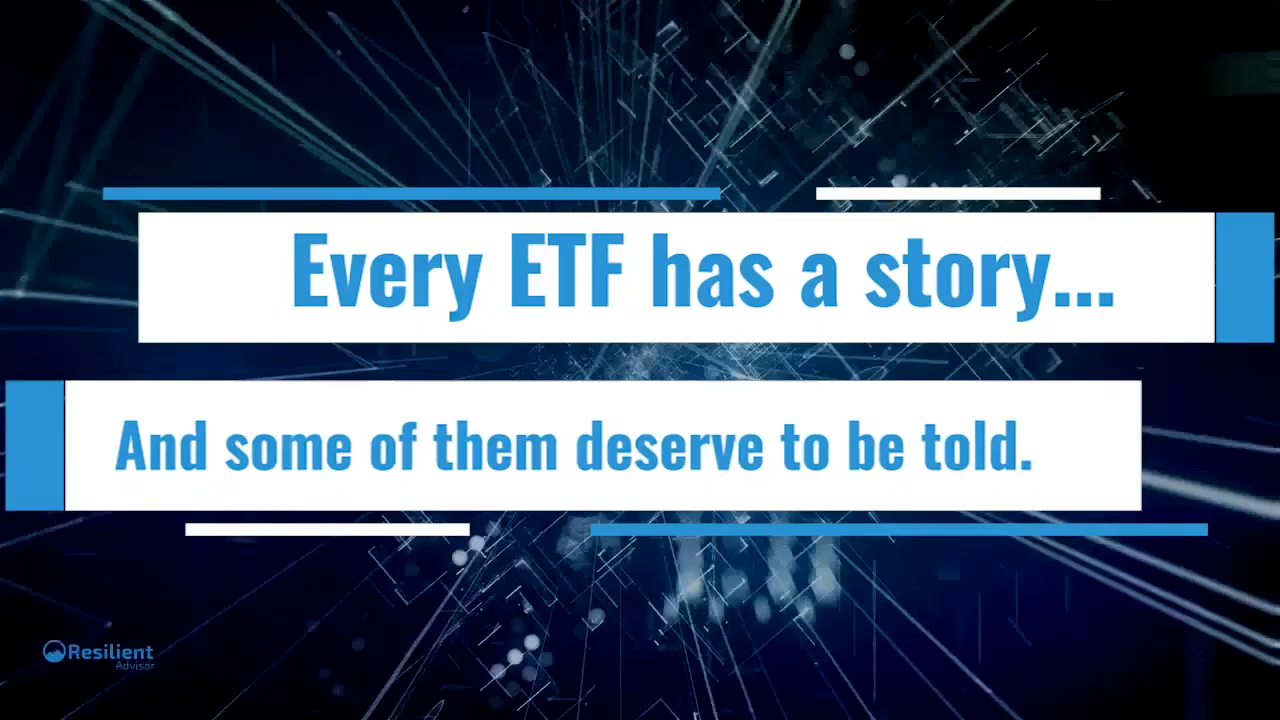 Every ETF has a story...
And some of them deserve to be told.
Resilient
Advisor